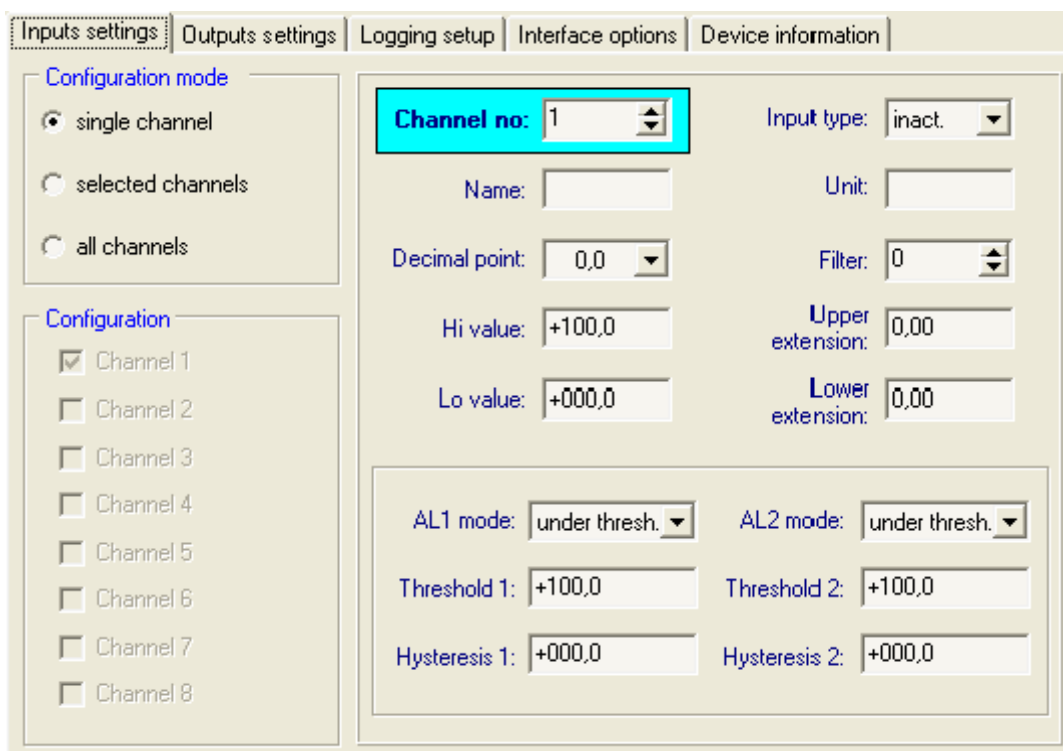 Inputs settings Outputs settings Logging setup Interface options Device information
Configuration mode
single channel
selected channels
all channels
Configuration
Channel 1
Channel 2
Channel 3
Channel 4
Channel 5
Channel 6
Channel 7
Channel 8
Channel no: 1 Input type: inact.
Name: Unit:
Decimal point: 0,0 Filter: 0
Hi value: +100,0 Upper extension: 0,00
Lo value: +000,0 Lower extension: 0,00
AL1 mode: under thresh. AL2 mode: under thresh.
Threshold 1: +100,0 Threshold 2: +100,0
Hysteresis 1: +000,0 Hysteresis 2: +000,0